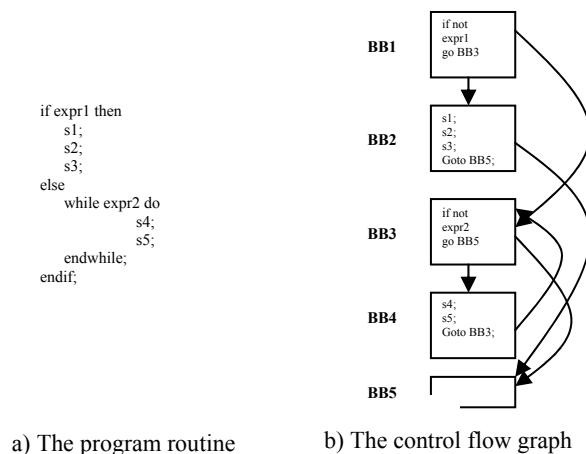 if expr1 then
s1;
s2;
s3;
else
while expr2 do
s4;
s5;
endwhile;
endif;
a) The program routine
BB1
if not
expr1
go BB3
BB2
s1;
s2;
s3;
Goto BB5;
BB3
if not
expr2
go BB5
BB4
s4;
s5;
Goto BB3;
BB5
b) The control flow graph